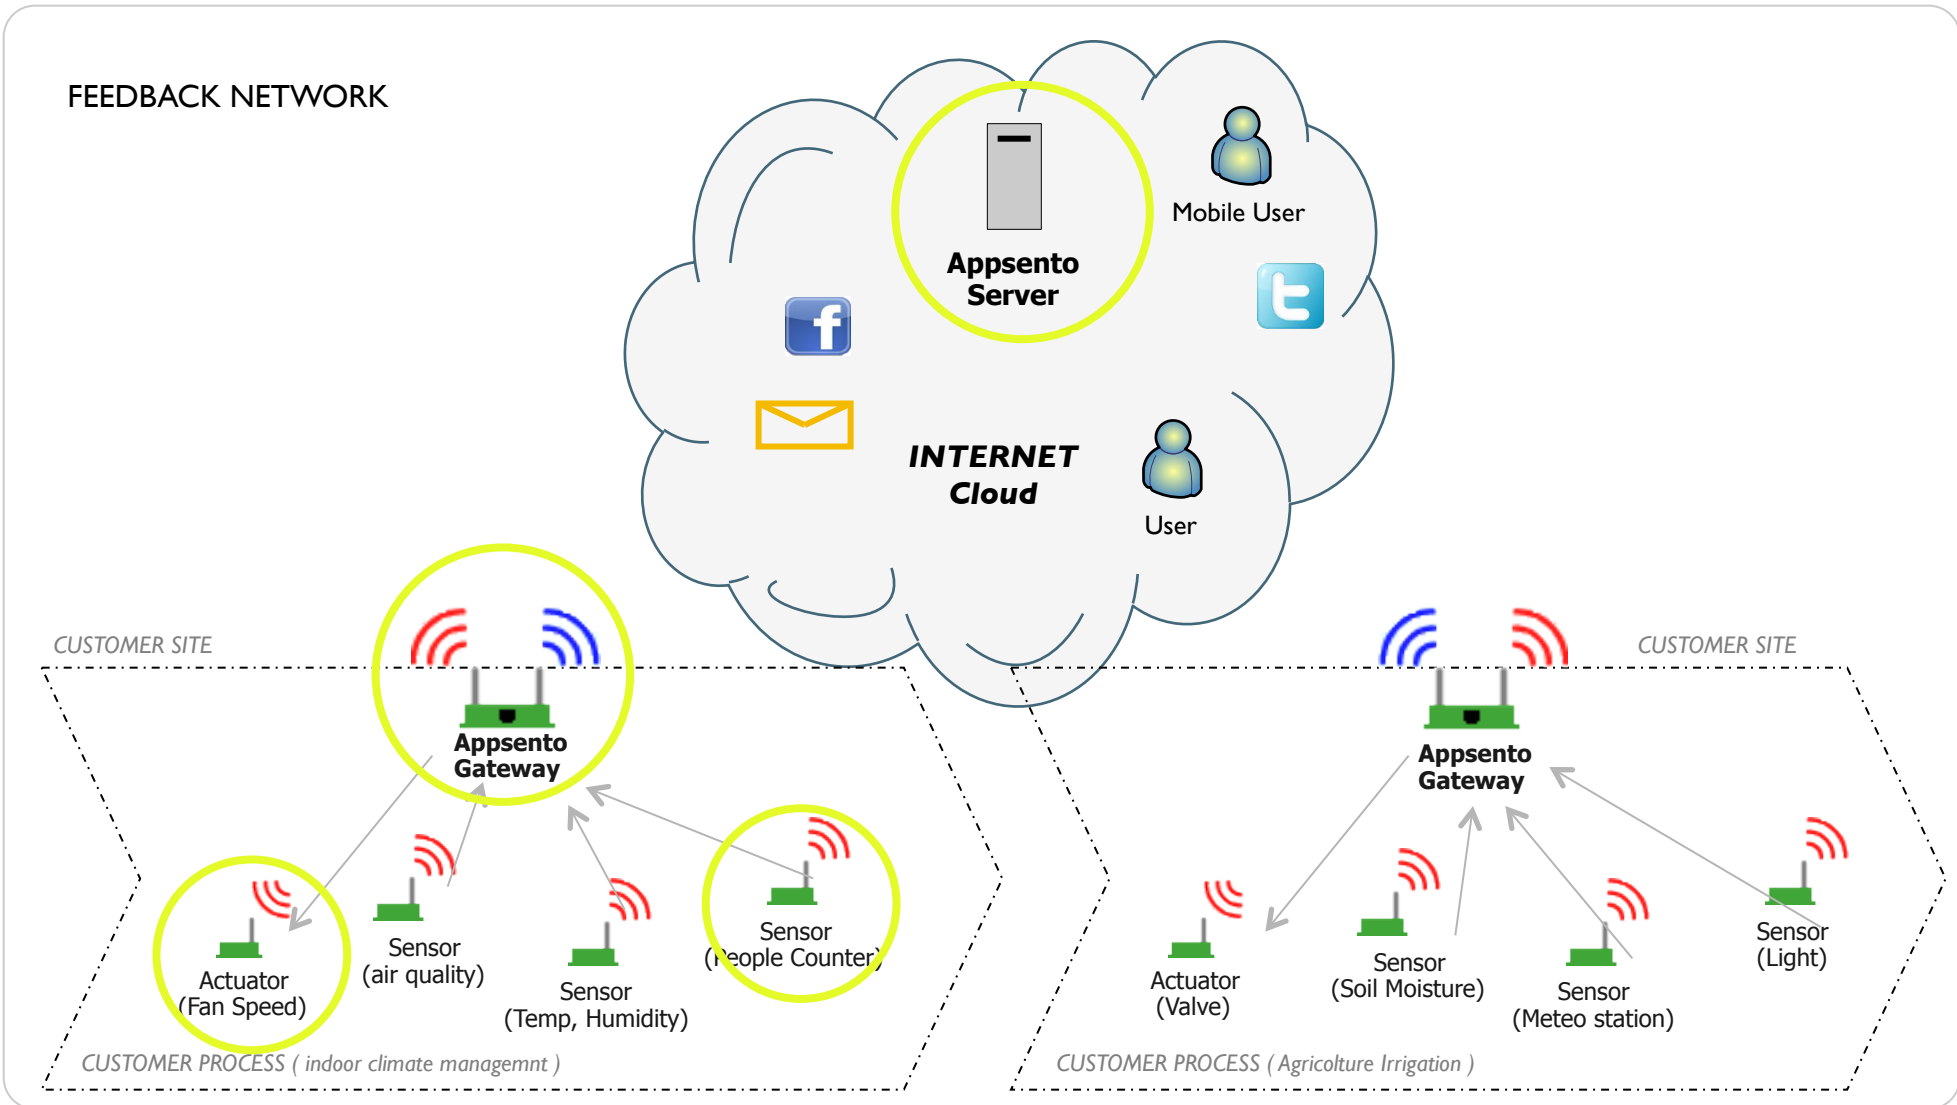 FEEDBACK NETWORK
Mobile User
Appsento
Server
f
t
INTERNET
Cloud
User
CUSTOMER SITE
CUSTOMER SITE
Appsento
Gateway
Appsento
Gateway
Actuator
(Fan Speed)
Sensor
(air quality)
Sensor
(Temp, Humidity)
Sensor
(People Counter)
Actuator
(Valve)
Sensor
(Soil Moisture)
Sensor
(Meteo station)
Sensor
(Light)
CUSTOMER PROCESS ( indoor climate managemnt )
CUSTOMER PROCESS ( Agriculture Irrigation )